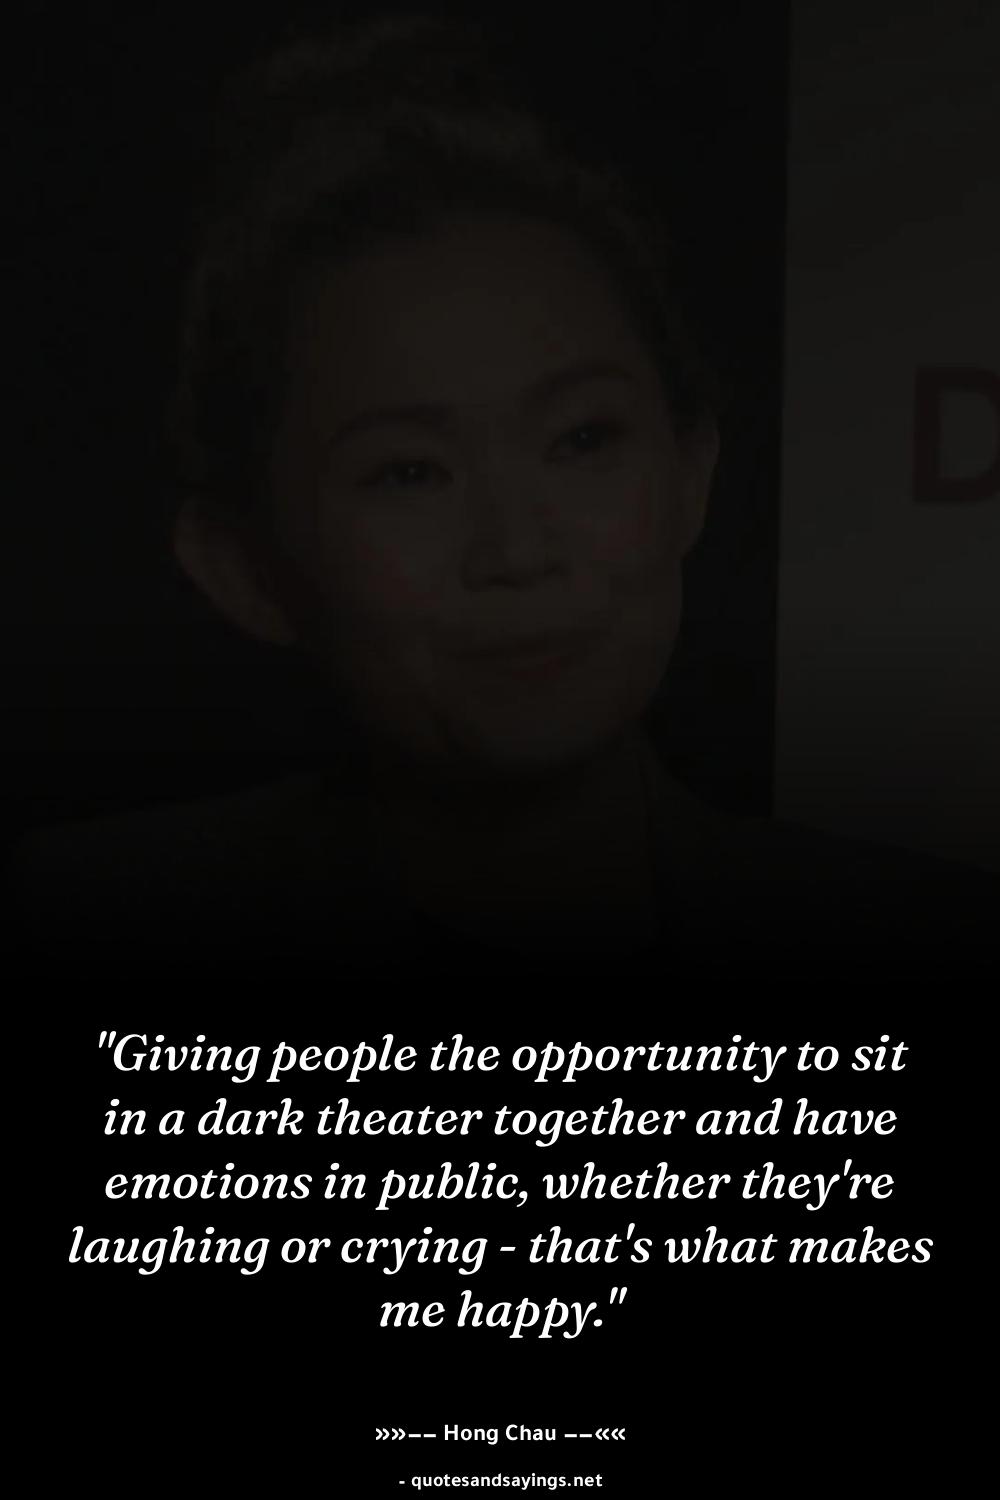 D
"Giving people the opportunity to sit
in a dark theater together and have
emotions in public, whether they're
laughing or crying - that's what makes
me happy."
»»–– Hong Chau ––««
- quotesandsayings.net